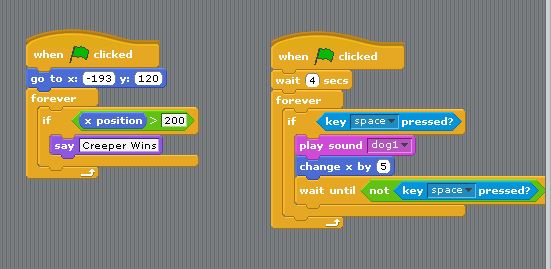 when clicked
go to x: -193 y: 120
forever
if x position > 200
say Creeper Wins
when clicked
wait 4 secs
forever
if key space pressed?
play sound dog1
change x by 5
wait until not key space pressed?